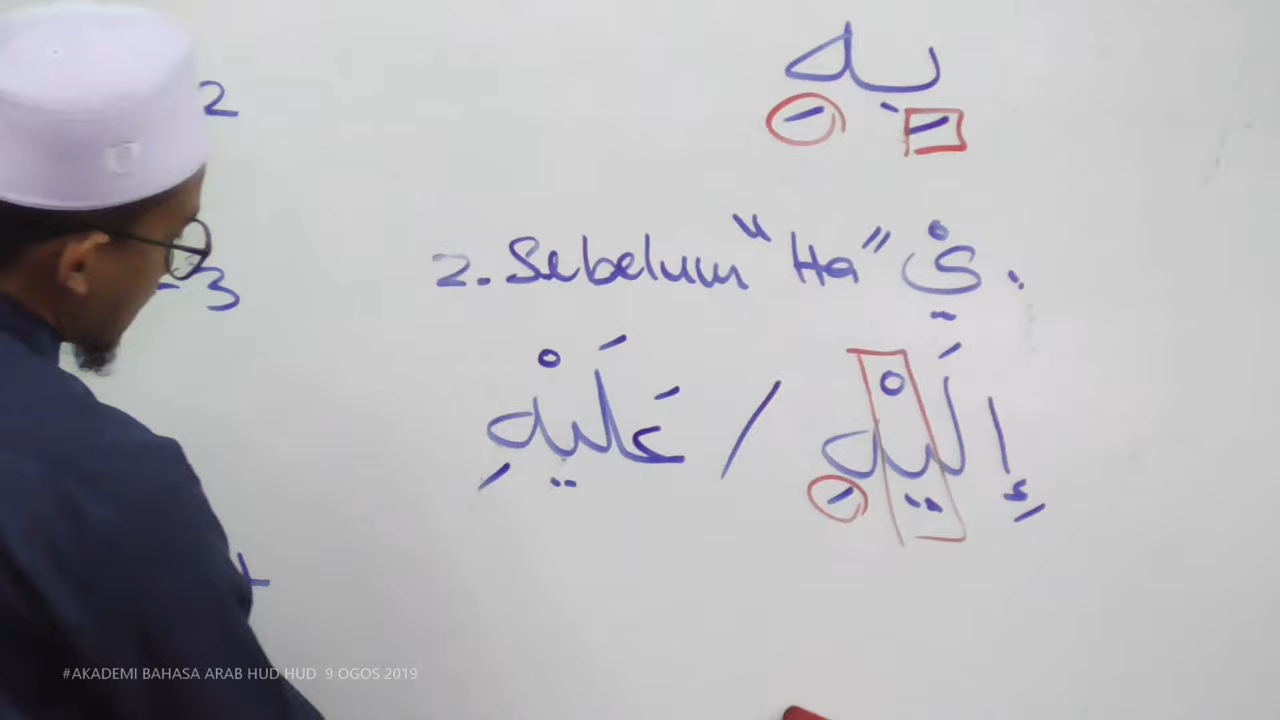 بِهِ
2
2. Sebelum "Ha" يْ.
3
إِلَيْهِ / عَلَيْهِ
#AKADEMI BAHASA ARAB HUD HUD 9 OGOS 2019